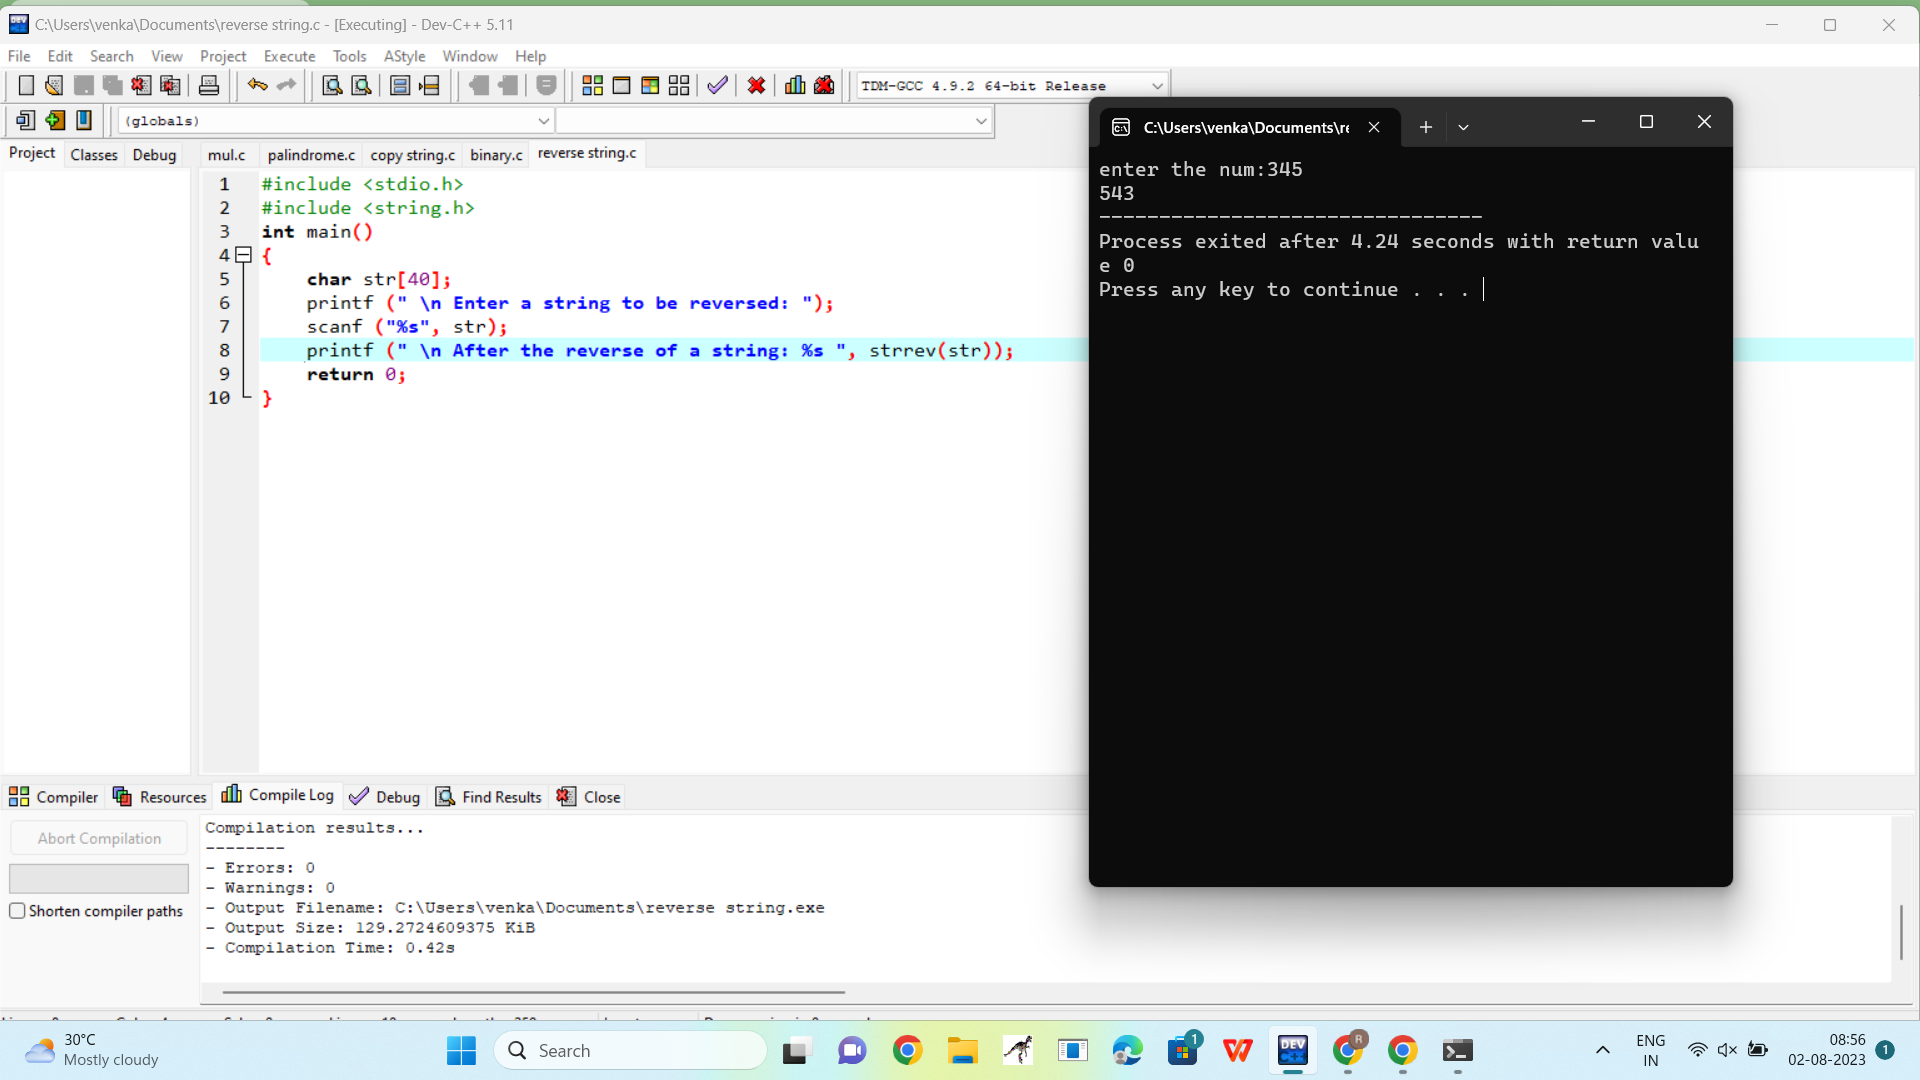 C:\Users\venka\Documents\reverse string.c - [Executing] - Dev-C++ 5.11
File Edit Search View Project Execute Tools AStyle Window Help
TDM-GCC 4.9.2 64-bit Release
(globals)
Project Classes Debug
mul.c palindrome.c copy string.c binary.c reverse string.c
1 #include <stdio.h>
2 #include <string.h>
3 int main()
4 {
5 char str[40];
6 printf (" \n Enter a string to be reversed: ");
7 scanf ("%s", str);
8 printf (" \n After the reverse of a string: %s ", strrev(str));
9 return 0;
10 }
C:\Users\venka\Documents\re
enter the num:345
543
--------------------------------
Process exited after 4.24 seconds with return valu
e 0
Press any key to continue . . .
Compiler Resources Compile Log Debug Find Results Close
Abort Compilation
Shorten compiler paths
Compilation results...
--------
- Errors: 0
- Warnings: 0
- Output Filename: C:\Users\venka\Documents\reverse string.exe
- Output Size: 129.2724609375 KiB
- Compilation Time: 0.42s
30°C
Mostly cloudy
Search
1
DEV
C++
R
ENG
IN
08:56
02-08-2023
1